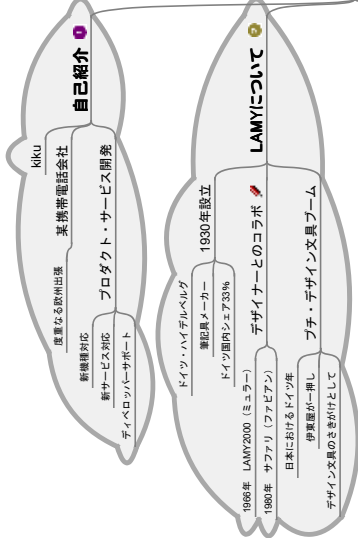 自己紹介
kiku
某携帯電話会社
度重なる欧州出張
プロダクト・サービス開発
新機種対応
新サービス対応
ディベロッパーサポート
LAMYについて
1930年設立
ドイツ・ハイデルベルグ
筆記具メーカー
ドイツ国内シェア33%
デザイナーとのコラボ
1966年 LAMY2000（ミュラー）
1980年 サファリ（ファビアン）
プチ・デザイン文具ブーム
日本におけるドイツ年
伊東屋が一押し
デザイン文具のさきがけとして